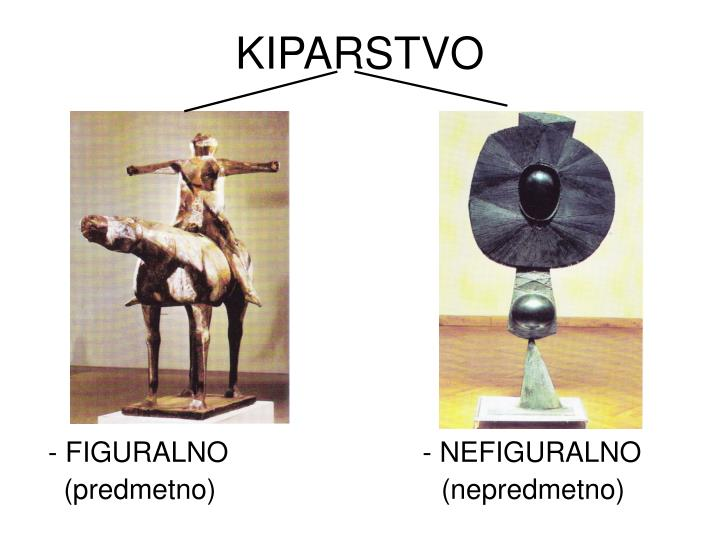 KIPARSTVO
- FIGURALNO
(predmetno)
- NEFIGURALNO
(nepredmetno)